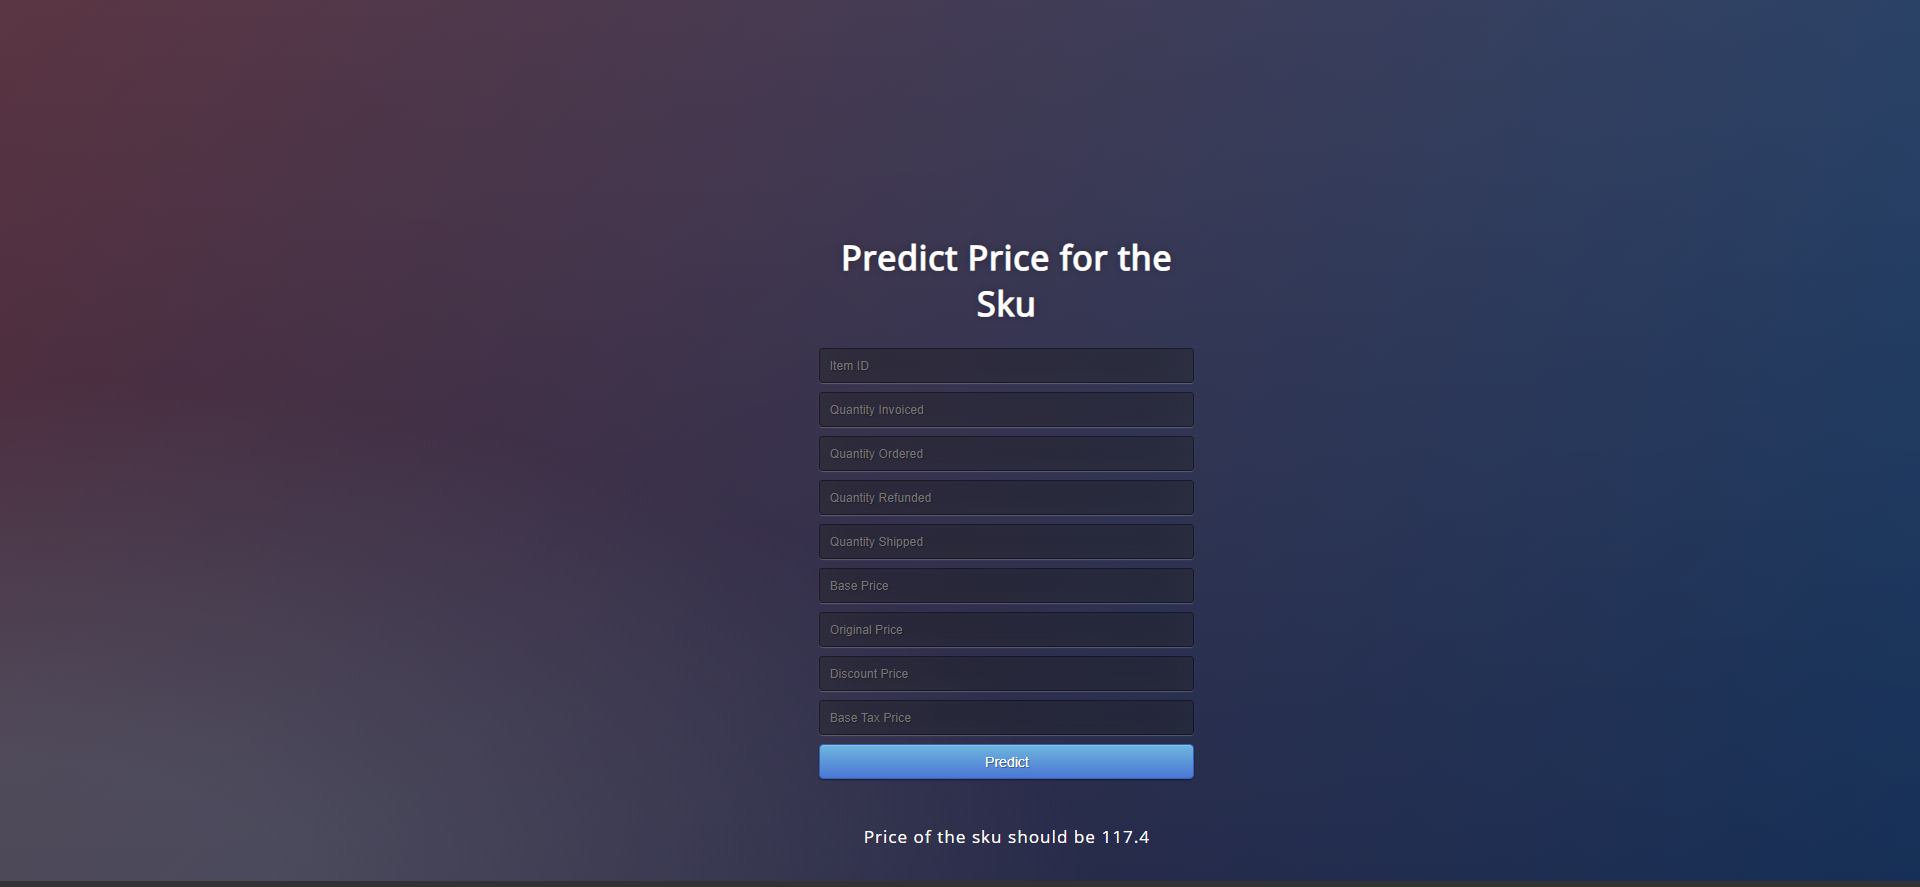 Predict Price for the
Sku
Item ID
Quantity Invoiced
Quantity Ordered
Quantity Refunded
Quantity Shipped
Base Price
Original Price
Discount Price
Base Tax Price
Predict
Price of the sku should be 117.4